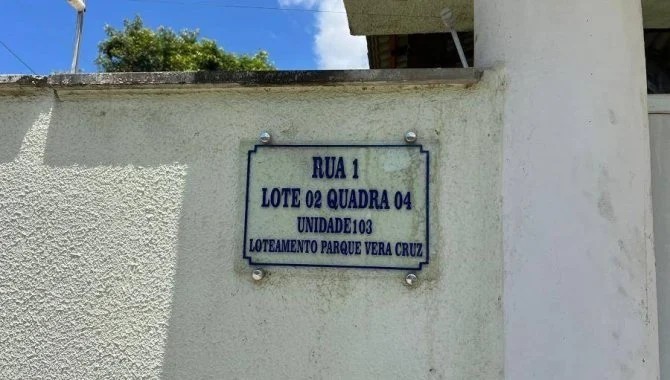 RUA 1
LOTE 02 QUADRA 04
UNIDADE103
LOTEAMENTO PARQUE VERA CRUZ